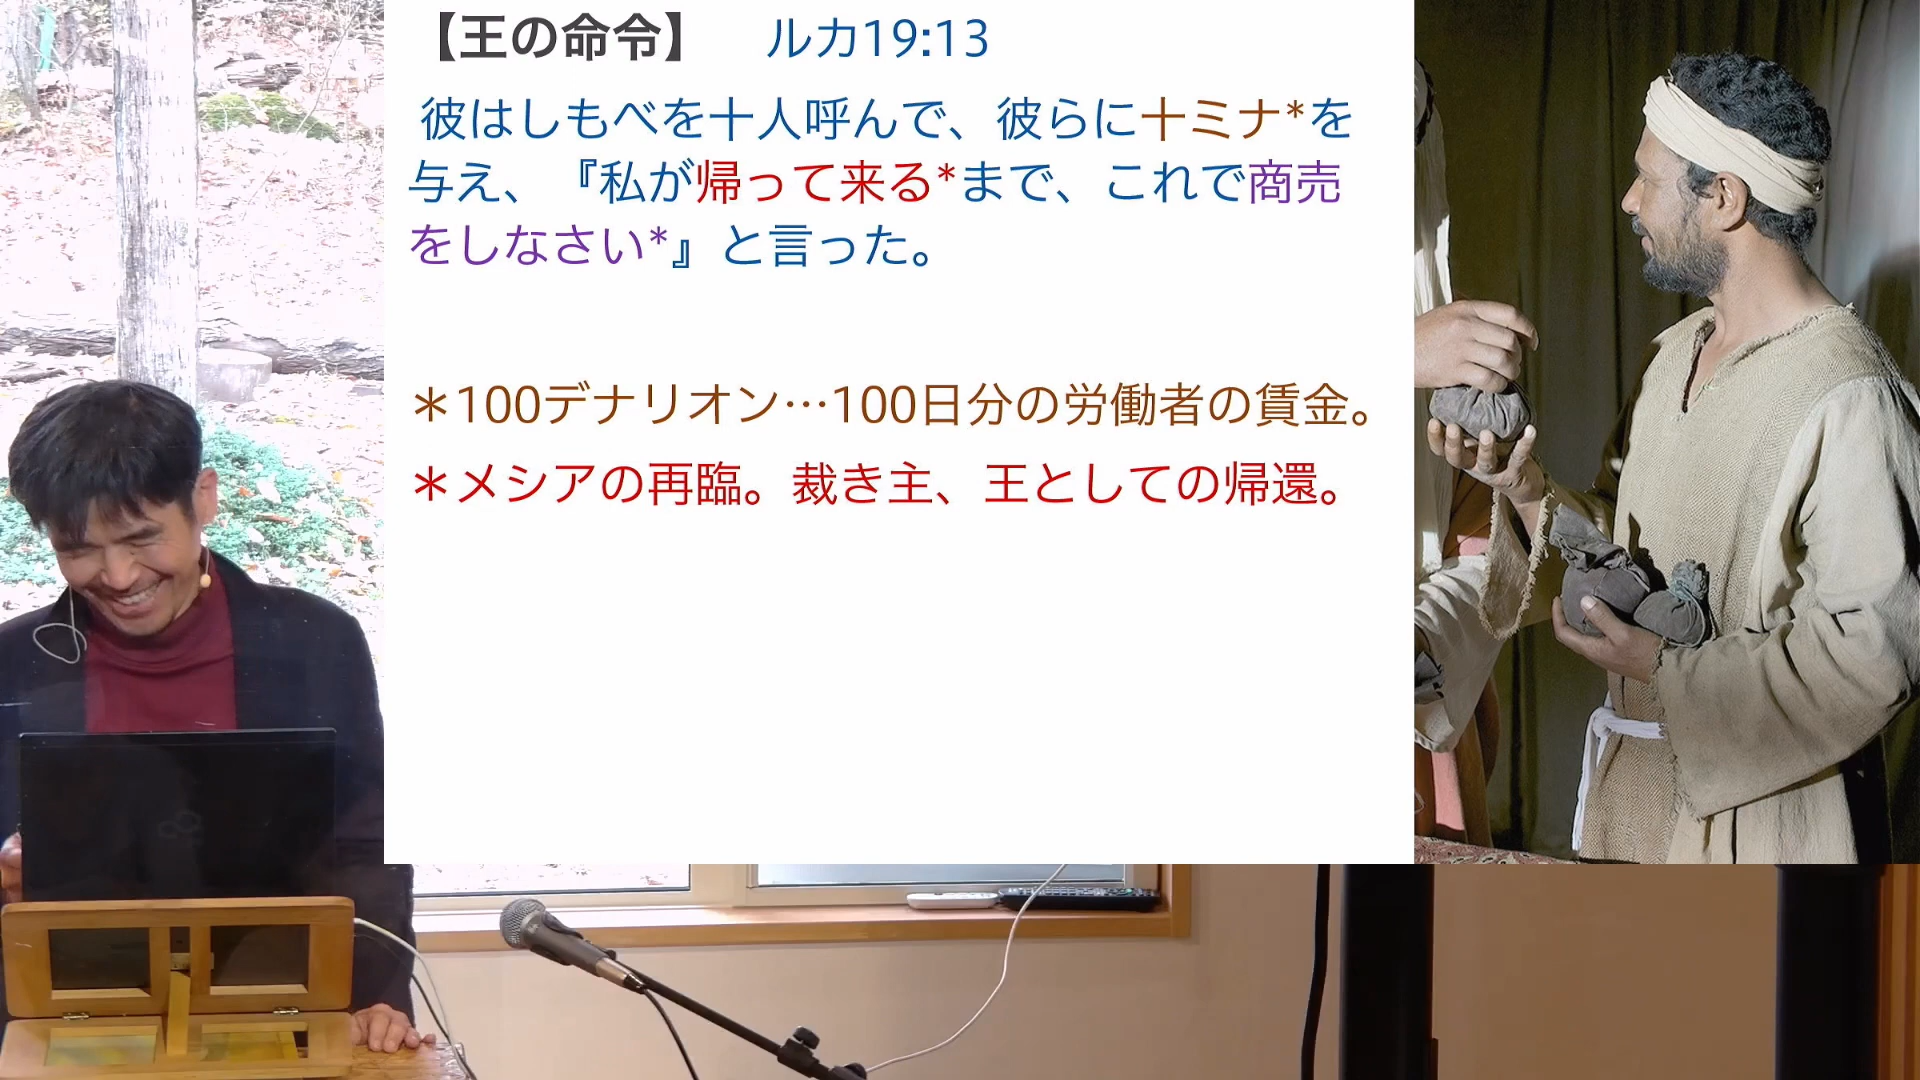 【王の命令】　ルカ19:13
彼はしもべを十人呼んで、彼らに十ミナ*を
与え、『私が帰って来る*まで、これで商売
をしなさい*』と言った。
＊100デナリオン…100日分の労働者の賃金。
＊メシアの再臨。裁き主、王としての帰還。